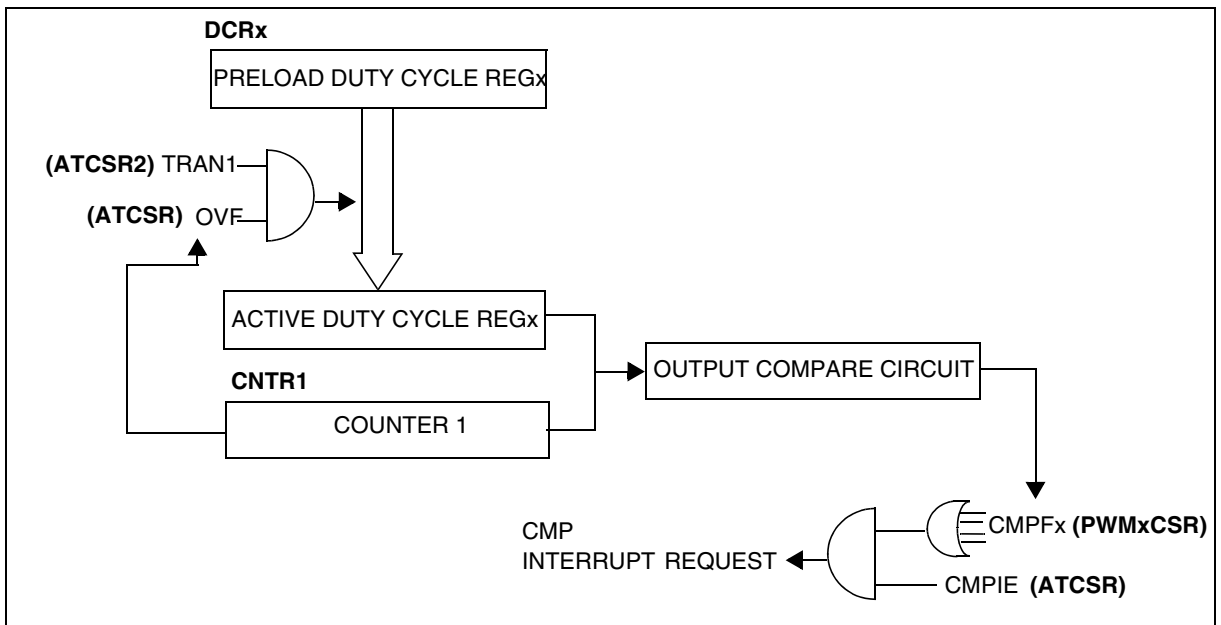 DCRx
PRELOAD DUTY CYCLE REGx
(ATCSR2) TRAN1
(ATCSR) OVF
ACTIVE DUTY CYCLE REGx
CNTR1
COUNTER 1
OUTPUT COMPARE CIRCUIT
CMPFx (PWMxCSR)
CMP
INTERRUPT REQUEST
CMPIE (ATCSR)